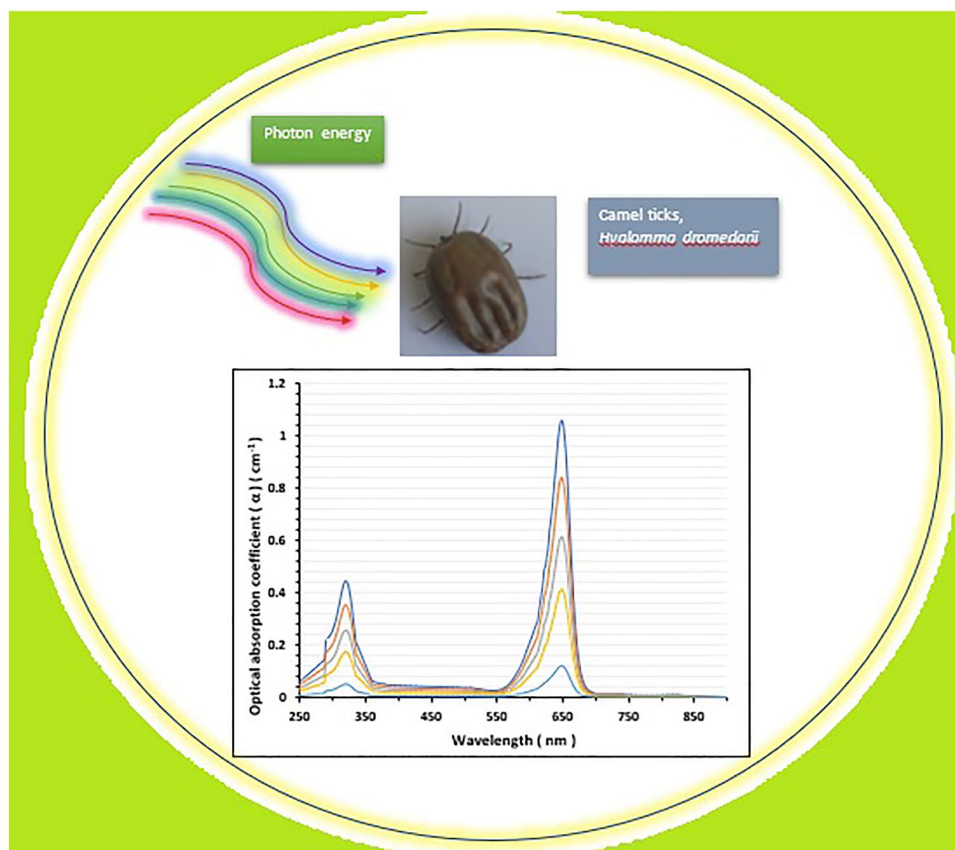 Photon energy
Camel ticks,
Hyalomma dromedarii
Optical absorption coefficient ( α ) ( cm⁻¹ )
1.2
1
0.8
0.6
0.4
0.2
0
250 350 450 550 650 750 850
Wavelength ( nm )